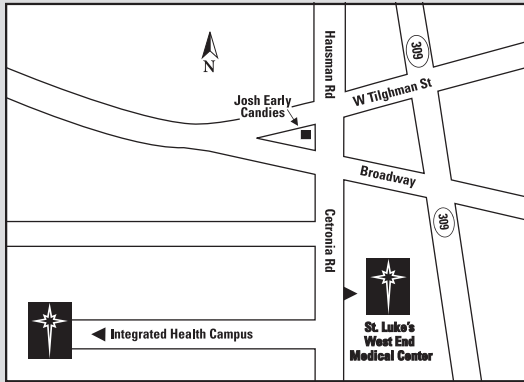 309
Hausman Rd
N
W Tilghman St
Josh Early
Candies
Broadway
309
Cetronia Rd
Integrated Health Campus
St. Luke's
West End
Medical Center